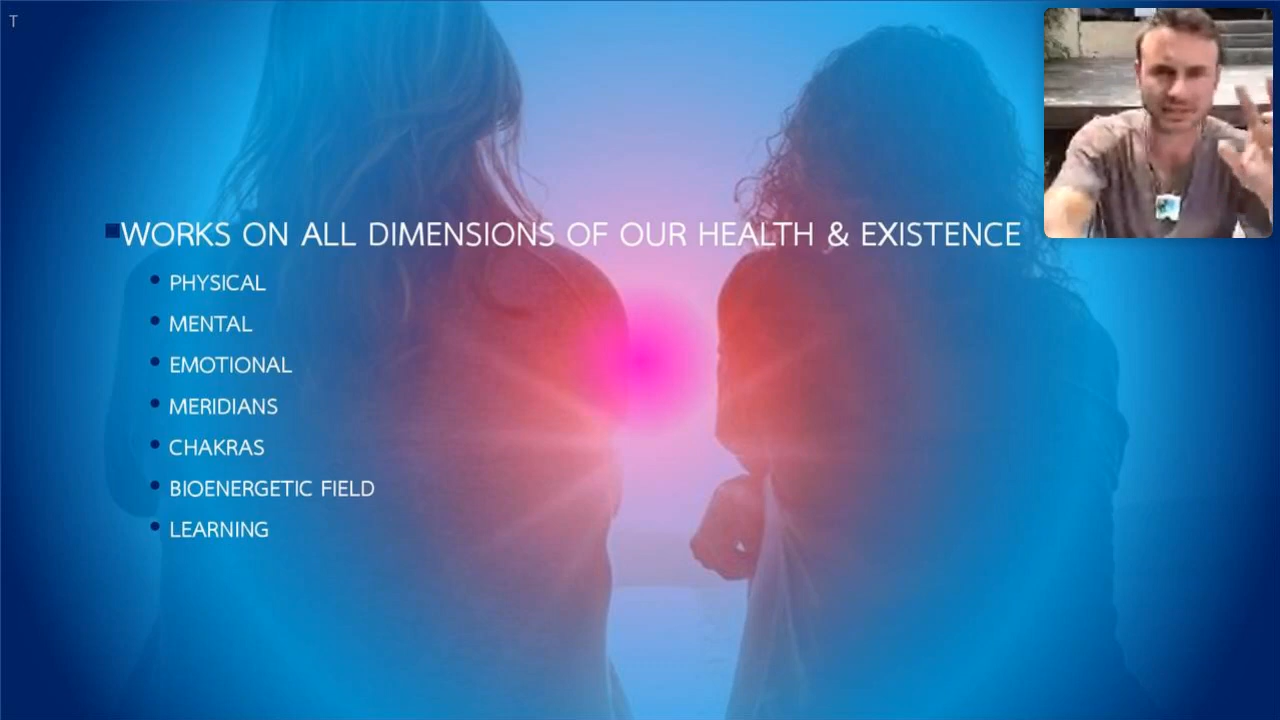 T
WORKS ON ALL DIMENSIONS OF OUR HEALTH & EXISTENCE
PHYSICAL
MENTAL
EMOTIONAL
MERIDIANS
CHAKRAS
BIOENERGETIC FIELD
LEARNING